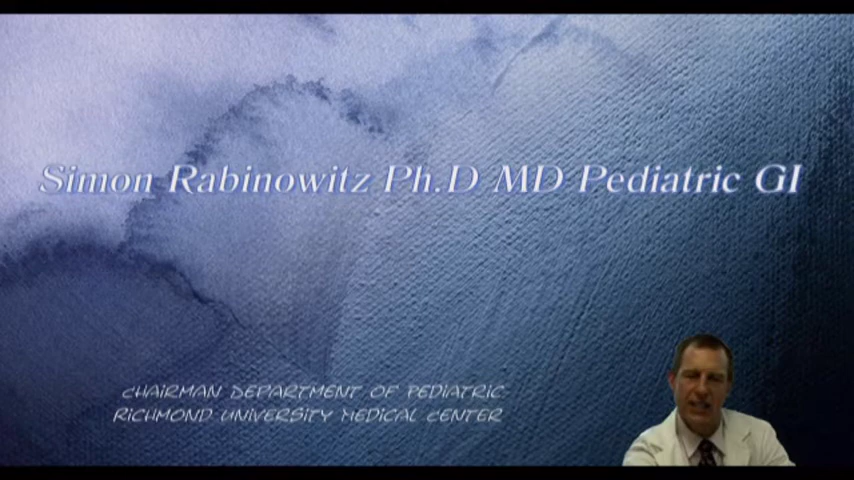 Simon Rabinowitz Ph.D MD Pediatric GI
CHAIRMAN DEPARTMENT OF PEDIATRIC
RICHMOND UNIVERSITY MEDICAL CENTER